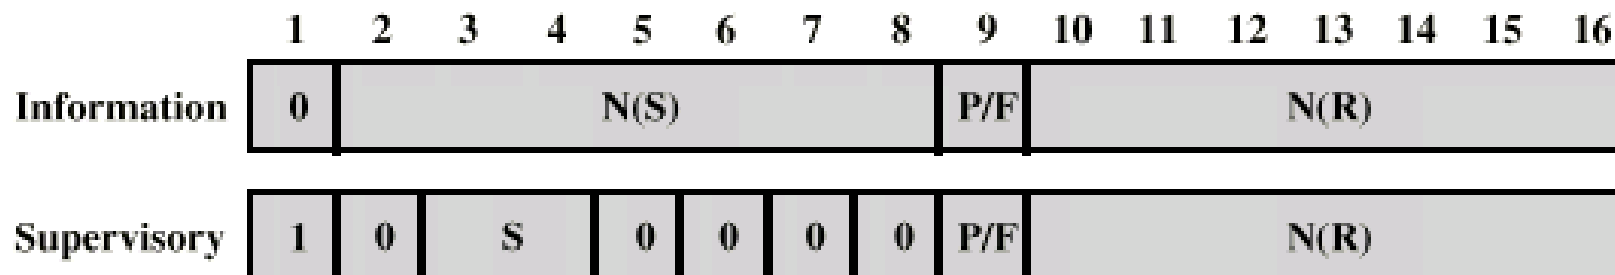 1 2 3 4 5 6 7 8 9 10 11 12 13 14 15 16
Information 0 N(S) P/F N(R)
Supervisory 1 0 S 0 0 0 0 P/F N(R)